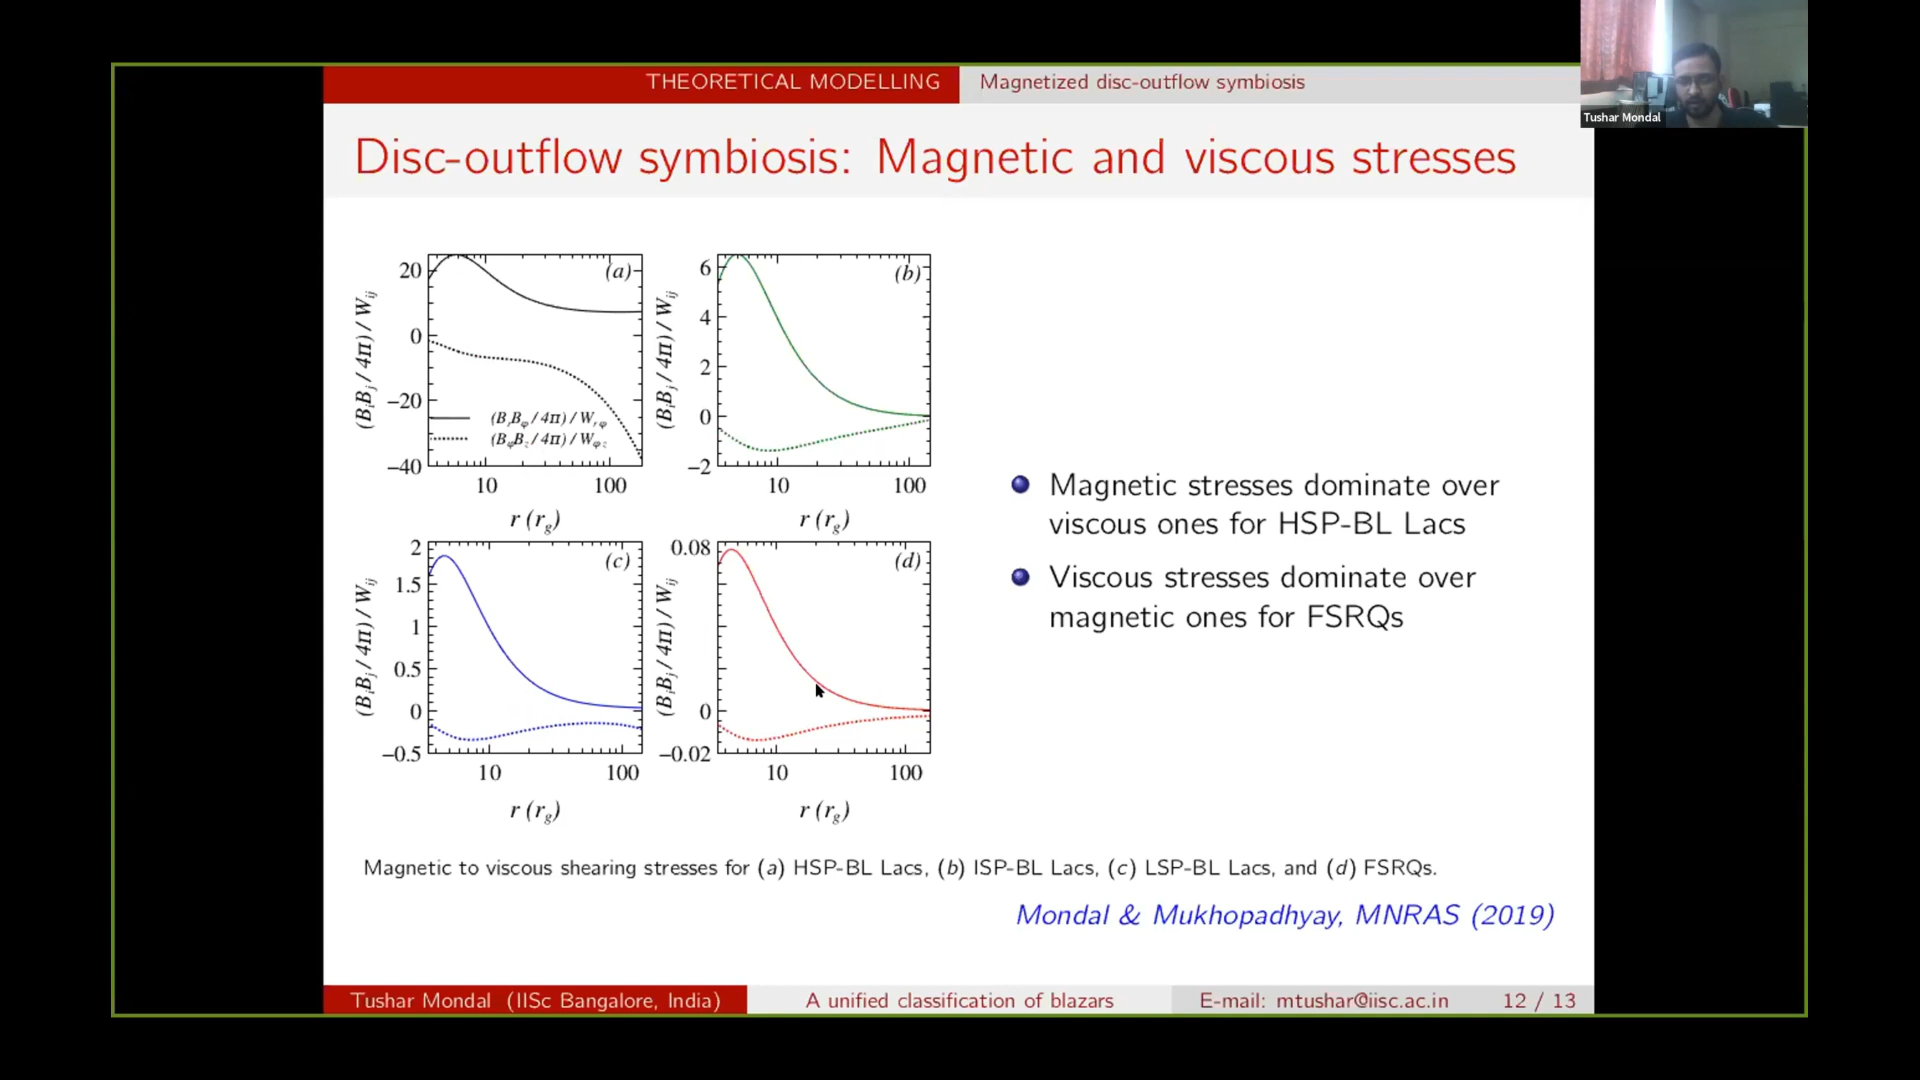 THEORETICAL MODELLING
Magnetized disc-outflow symbiosis
Tushar Mondal
Disc-outflow symbiosis: Magnetic and viscous stresses
(BᵢBⱼ / 4π) / Wᵢⱼ
20
0
−20
−40
(a)
(BᵣBᵩ / 4π) / Wᵣᵩ
(BᵩB_z / 4π) / Wᵩ_z
10
100
r (r_g)
(BᵢBⱼ / 4π) / Wᵢⱼ
6
4
2
0
−2
(b)
10
100
r (r_g)
(BᵢBⱼ / 4π) / Wᵢⱼ
2
1.5
1
0.5
0
−0.5
(c)
10
100
r (r_g)
(BᵢBⱼ / 4π) / Wᵢⱼ
0.08
0
−0.02
(d)
10
100
r (r_g)
Magnetic stresses dominate over
viscous ones for HSP-BL Lacs
Viscous stresses dominate over
magnetic ones for FSRQs
Magnetic to viscous shearing stresses for (a) HSP-BL Lacs, (b) ISP-BL Lacs, (c) LSP-BL Lacs, and (d) FSRQs.
Mondal & Mukhopadhyay, MNRAS (2019)
Tushar Mondal (IISc Bangalore, India)
A unified classification of blazars
E-mail: mtushar@iisc.ac.in
12 / 13